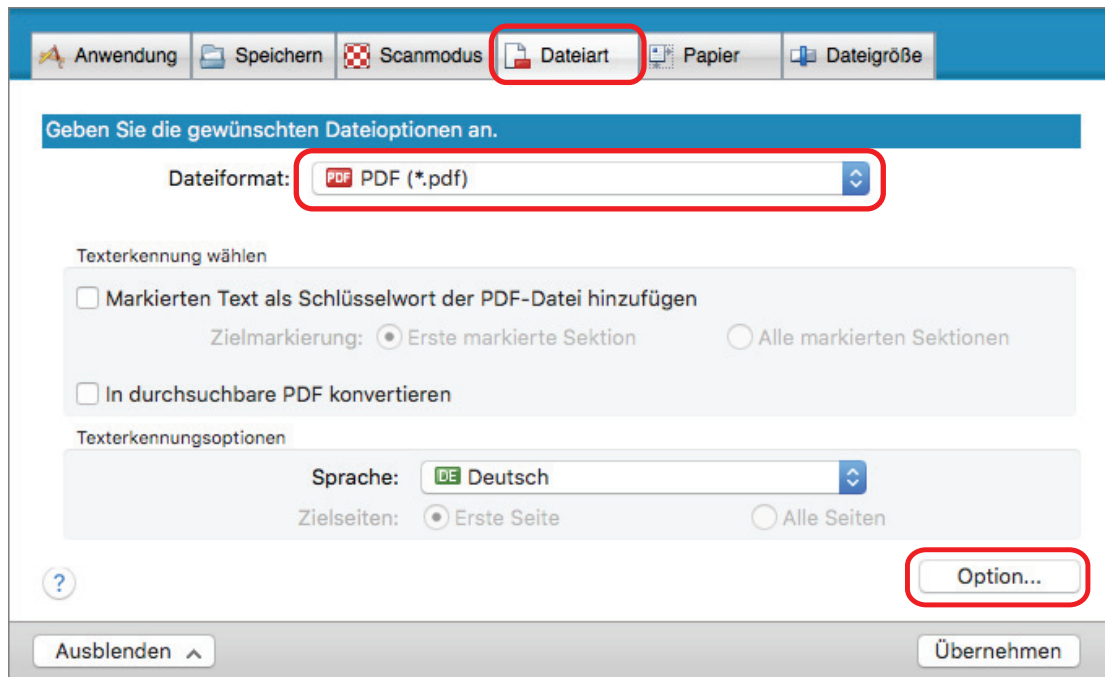 Anwendung Speichern Scanmodus Dateiart Papier Dateigröße
Geben Sie die gewünschten Dateioptionen an.
Dateiformat: PDF PDF (*.pdf)
Texterkennung wählen
Markierten Text als Schlüsselwort der PDF-Datei hinzufügen
Zielmarkierung: Erste markierte Sektion Alle markierten Sektionen
In durchsuchbare PDF konvertieren
Texterkennungsoptionen
Sprache: DE Deutsch
Zielseiten: Erste Seite Alle Seiten
? Option...
Ausblenden Übernehmen